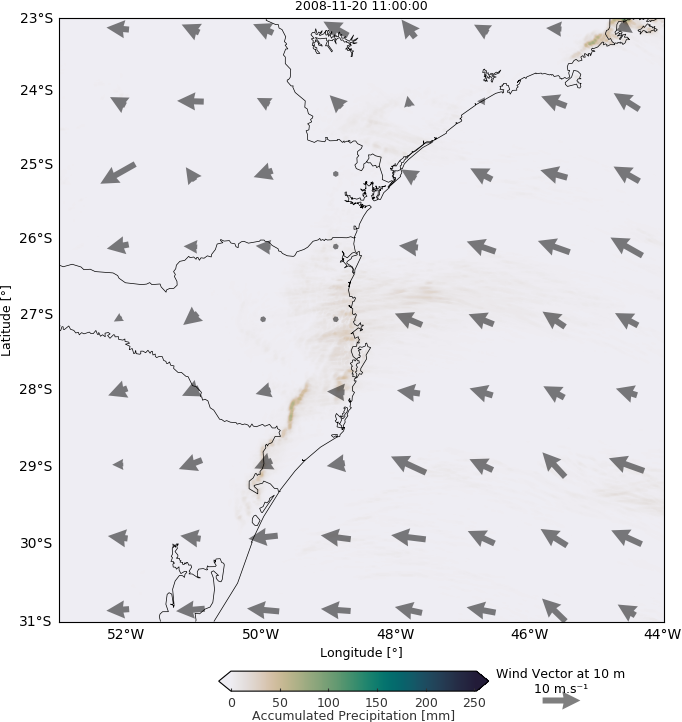 2008-11-20 11:00:00
23°S
24°S
25°S
26°S
27°S
28°S
29°S
30°S
31°S
Latitude [°]
52°W 50°W 48°W 46°W 44°W
Longitude [°]
0 50 100 150 200 250
Accumulated Precipitation [mm]
Wind Vector at 10 m
10 m.s⁻¹